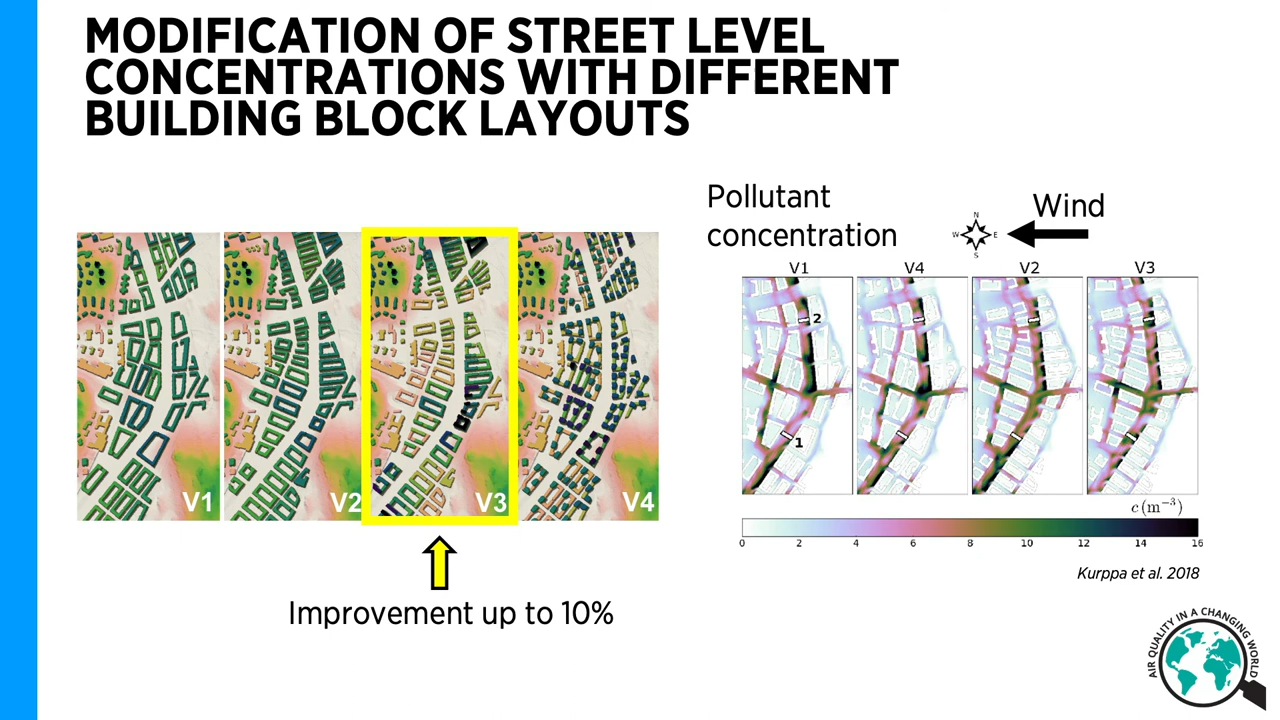 MODIFICATION OF STREET LEVEL
CONCENTRATIONS WITH DIFFERENT
BUILDING BLOCK LAYOUTS
Pollutant
concentration
Wind
N
W E
S
V1 V4 V2 V3
2
1
V1 V2 V3 V4
c (m⁻³)
0 2 4 6 8 10 12 14 16
Kurppa et al. 2018
Improvement up to 10%
AIR QUALITY IN A CHANGING WORLD